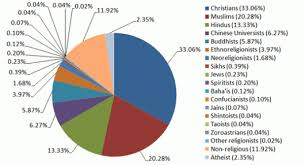 0.04%
0.04%
11.92%
2.35%
0.04%
0.12%
0.20%
0.23%
0.39%
1.68%
3.97%
5.87%
6.27%
13.33%
20.28%
33.06%
Christians (33.06%)
Muslims (20.28%)
Hindus (13.33%)
Chinese Universists (6.27%)
Buddhists (5.87%)
Ethnoreligionists (3.97%)
Neoreligionists (1.68%)
Sikhs (0.39%)
Jews (0.23%)
Spiritists (0.20%)
Baha'is (0.12%)
Confucianists (0.10%)
Jains (0.07%)
Shintoists (0.04%)
Taoists (0.04%)
Zoroastrians (0.04%)
Other religions (0.02%)
Non-religious (11.92%)
Atheist (2.35%)